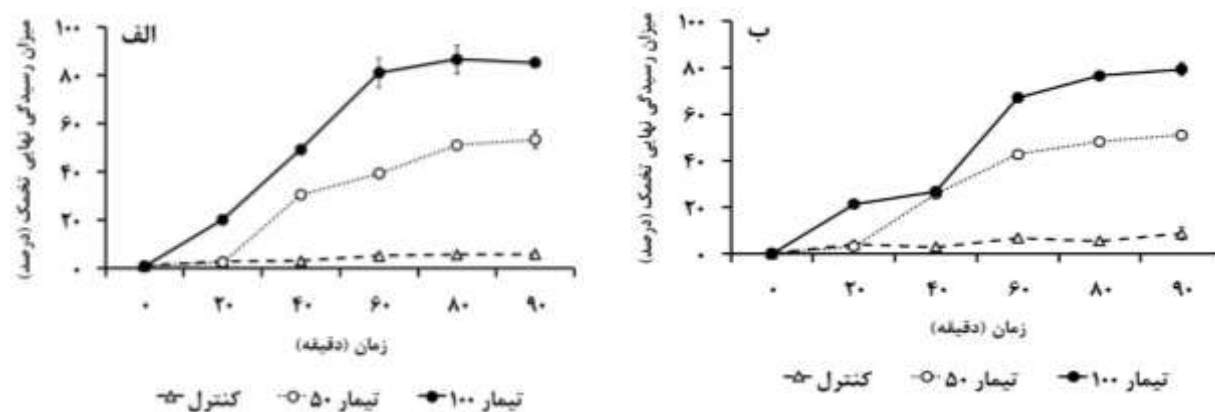 الف
میزان رسیدگی نهایی تخمک (درصد)
۱۰۰
۸۰
۶۰
۴۰
۲۰
۰
۰ ۲۰ ۴۰ ۶۰ ۸۰ ۹۰
زمان (دقیقه)
کنترل تیمار ۵۰ تیمار ۱۰۰
ب
میزان رسیدگی نهایی تخمک (درصد)
۱۰۰
۸۰
۶۰
۴۰
۲۰
۰
۰ ۲۰ ۴۰ ۶۰ ۸۰ ۹۰
زمان (دقیقه)
کنترل تیمار ۵۰ تیمار ۱۰۰